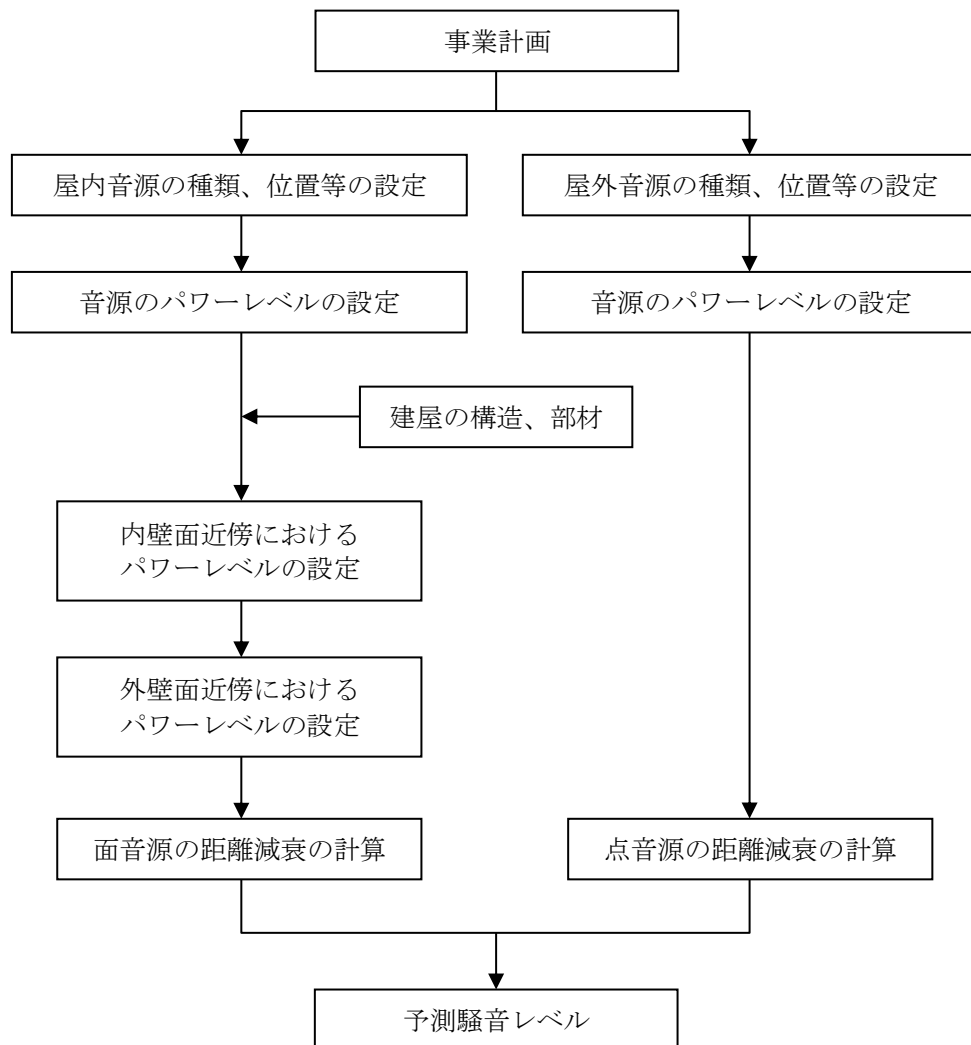 事業計画
屋内音源の種類、位置等の設定
屋外音源の種類、位置等の設定
音源のパワーレベルの設定
音源のパワーレベルの設定
建屋の構造、部材
内壁面近傍における
パワーレベルの設定
外壁面近傍における
パワーレベルの設定
面音源の距離減衰の計算
点音源の距離減衰の計算
予測騒音レベル